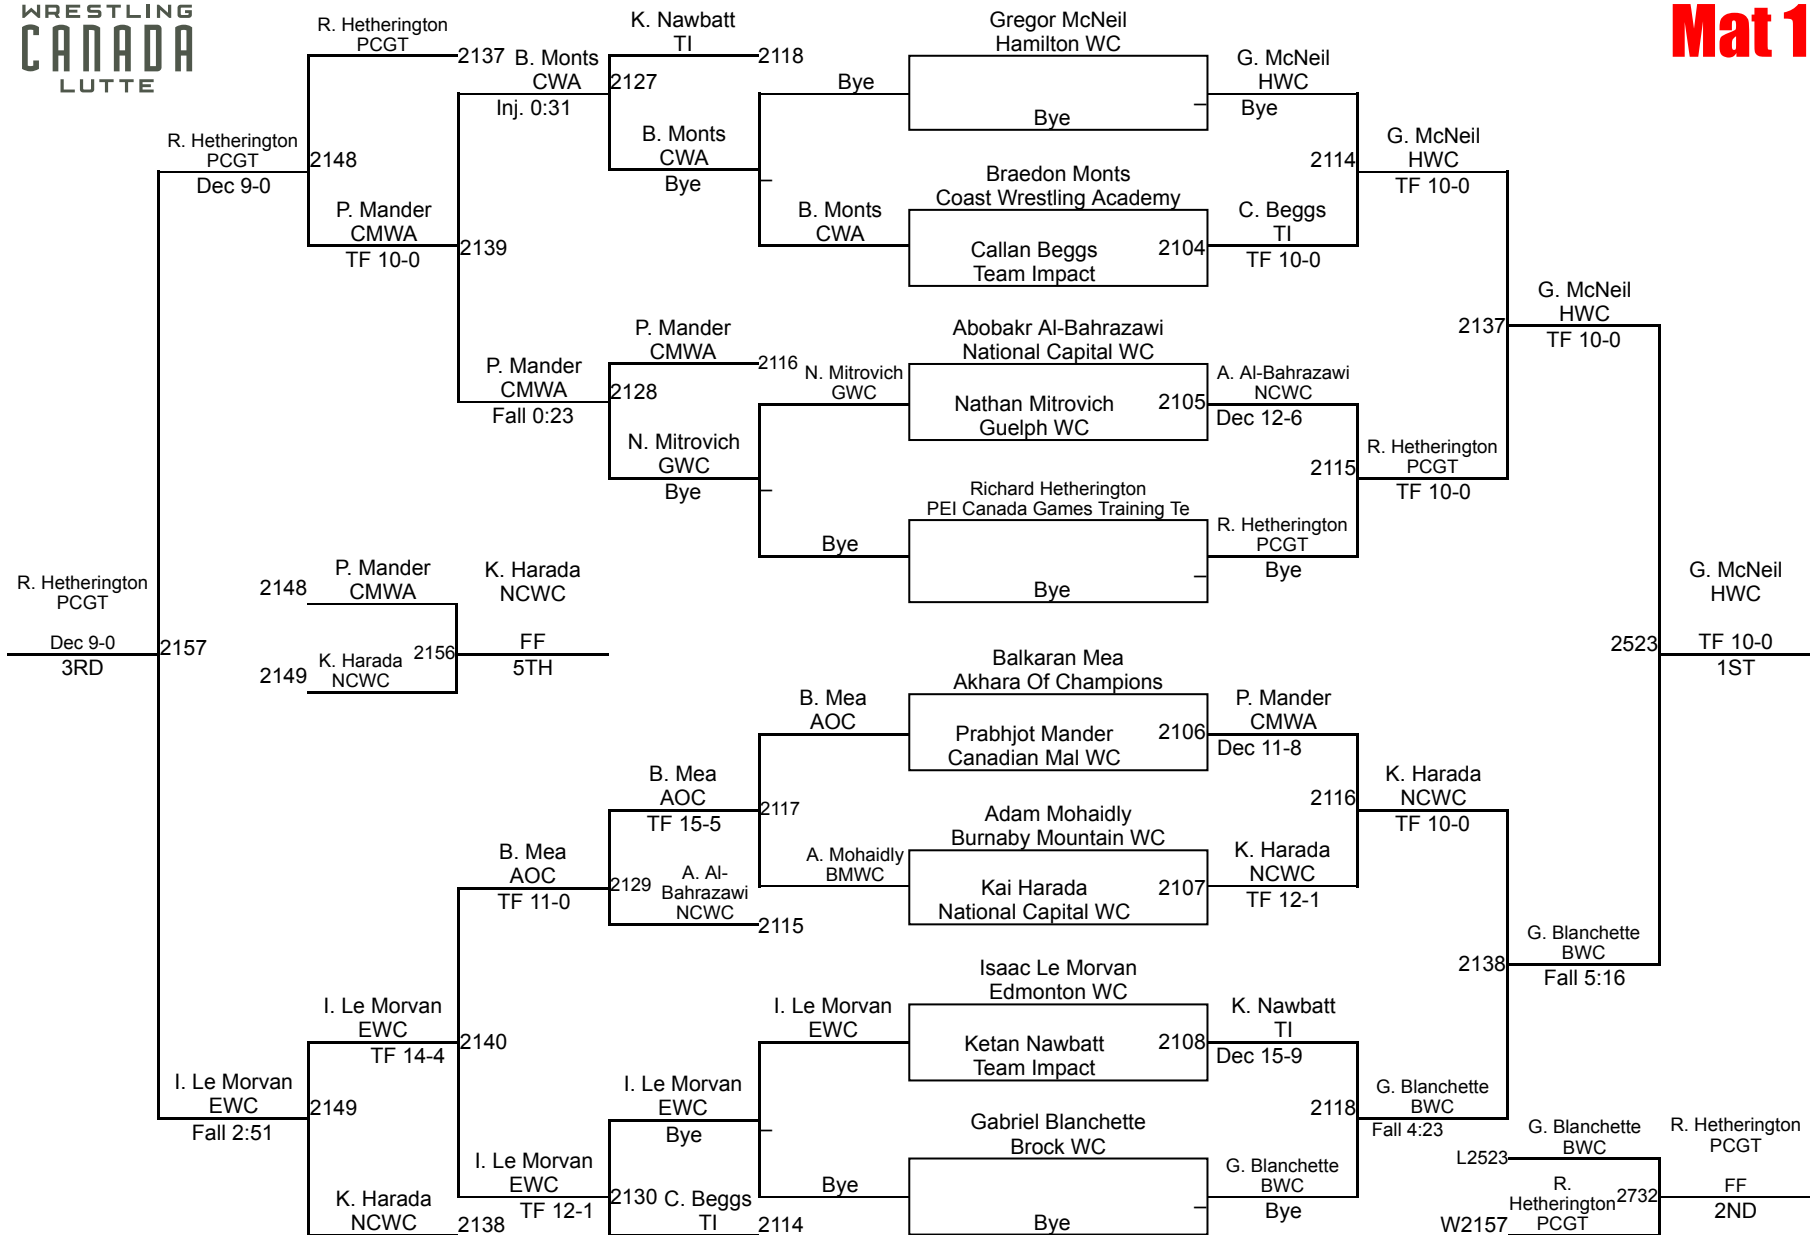 WRESTLING
CANADA
LUTTE
Mat 1
R. Hetherington
PCGT
2137
B. Monts
CWA
Inj. 0:31
K. Nawbatt
TI
2118
2127
B. Monts
CWA
Bye
Bye
B. Monts
CWA
Gregor McNeil
Hamilton WC
Bye
G. McNeil
HWC
Bye
Braedon Monts
Coast Wrestling Academy
Callan Beggs
Team Impact
2104
C. Beggs
TI
TF 10-0
2114
G. McNeil
HWC
TF 10-0
R. Hetherington
PCGT
Dec 9-0
2148
P. Mander
CMWA
TF 10-0
2139
P. Mander
CMWA
Fall 0:23
P. Mander
CMWA
2116
2128
N. Mitrovich
GWC
Bye
N. Mitrovich
GWC
Bye
Abobakr Al-Bahrazawi
National Capital WC
Nathan Mitrovich
Guelph WC
2105
A. Al-Bahrazawi
NCWC
Dec 12-6
Richard Hetherington
PEI Canada Games Training Te
Bye
R. Hetherington
PCGT
Bye
2115
R. Hetherington
PCGT
TF 10-0
2137
G. McNeil
HWC
TF 10-0
R. Hetherington
PCGT
Dec 9-0
3RD
2157
2148
P. Mander
CMWA
2149
K. Harada
NCWC
2156
K. Harada
NCWC
FF
5TH
2523
G. McNeil
HWC
TF 10-0
1ST
B. Mea
AOC
Balkaran Mea
Akhara Of Champions
Prabhjot Mander
Canadian Mal WC
2106
P. Mander
CMWA
Dec 11-8
B. Mea
AOC
TF 15-5
2117
A. Mohaidly
BMWC
Adam Mohaidly
Burnaby Mountain WC
Kai Harada
National Capital WC
2107
K. Harada
NCWC
TF 12-1
2116
K. Harada
NCWC
TF 10-0
B. Mea
AOC
TF 11-0
2129
A. Al-
Bahrazawi
NCWC
2115
2138
G. Blanchette
BWC
Fall 5:16
I. Le Morvan
EWC
TF 14-4
2140
I. Le Morvan
EWC
Isaac Le Morvan
Edmonton WC
Ketan Nawbatt
Team Impact
2108
K. Nawbatt
TI
Dec 15-9
I. Le Morvan
EWC
Fall 2:51
2149
I. Le Morvan
EWC
Bye
Bye
Gabriel Blanchette
Brock WC
Bye
G. Blanchette
BWC
Bye
2118
G. Blanchette
BWC
Fall 4:23
K. Harada
NCWC
2138
I. Le Morvan
EWC
TF 12-1
2130
C. Beggs
TI
2114
L2523
G. Blanchette
BWC
W2157
R.
Hetherington
PCGT
2732
R. Hetherington
PCGT
FF
2ND